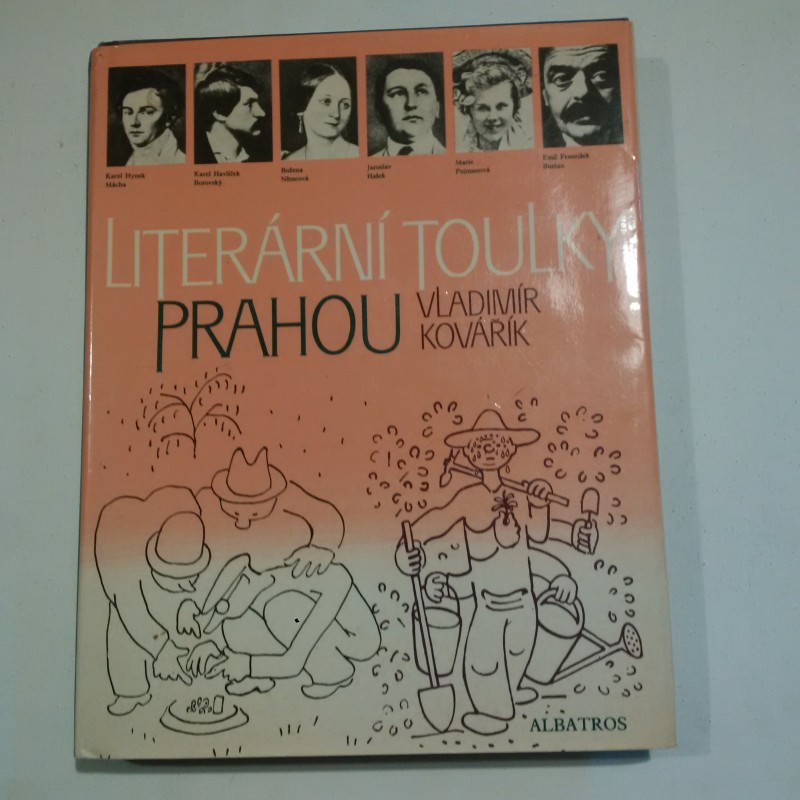 Karel Hynek
Mácha
Karel Havlíček
Borovský
Božena
Němcová
Jaroslav
Hašek
Marie
Pujmanová
Emil František
Burian
LITERÁRNÍ TOULKY
PRAHOU
VLADIMÍR
KOVÁŘÍK
ALBATROS